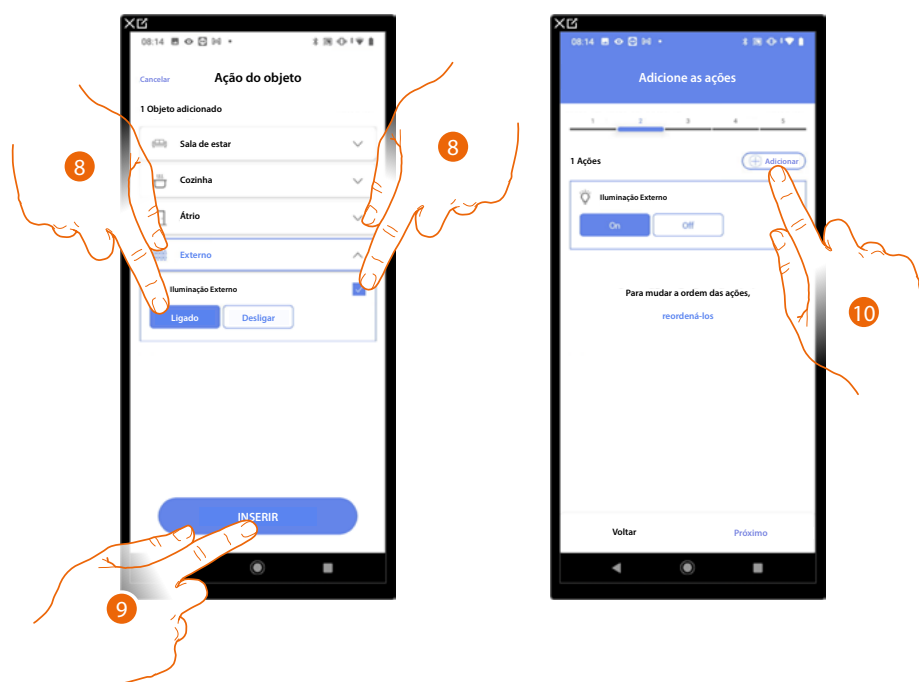 08:14
Cancelar Ação do objeto
1 Objeto adicionado
Sala de estar
8
8
Cozinha
Átrio
Externo
Iluminação Externo
Ligado Desligar
INSERIR
9
08:14
Adicione as ações
1 2 3 4 5
1 Ações Adicionar
Iluminação Externo
On Off
Para mudar a ordem das ações,
reordená-los
10
Voltar Próximo